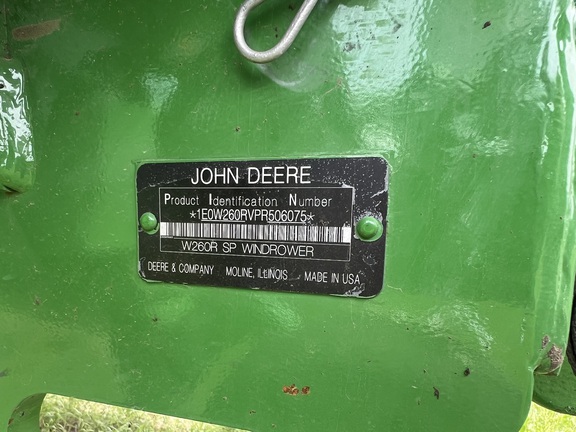 JOHN DEERE
Product Identification Number
*1E0W260RVPR506075*
W260R SP WINDROWER
DEERE & COMPANY MOLINE, ILLINOIS MADE IN USA